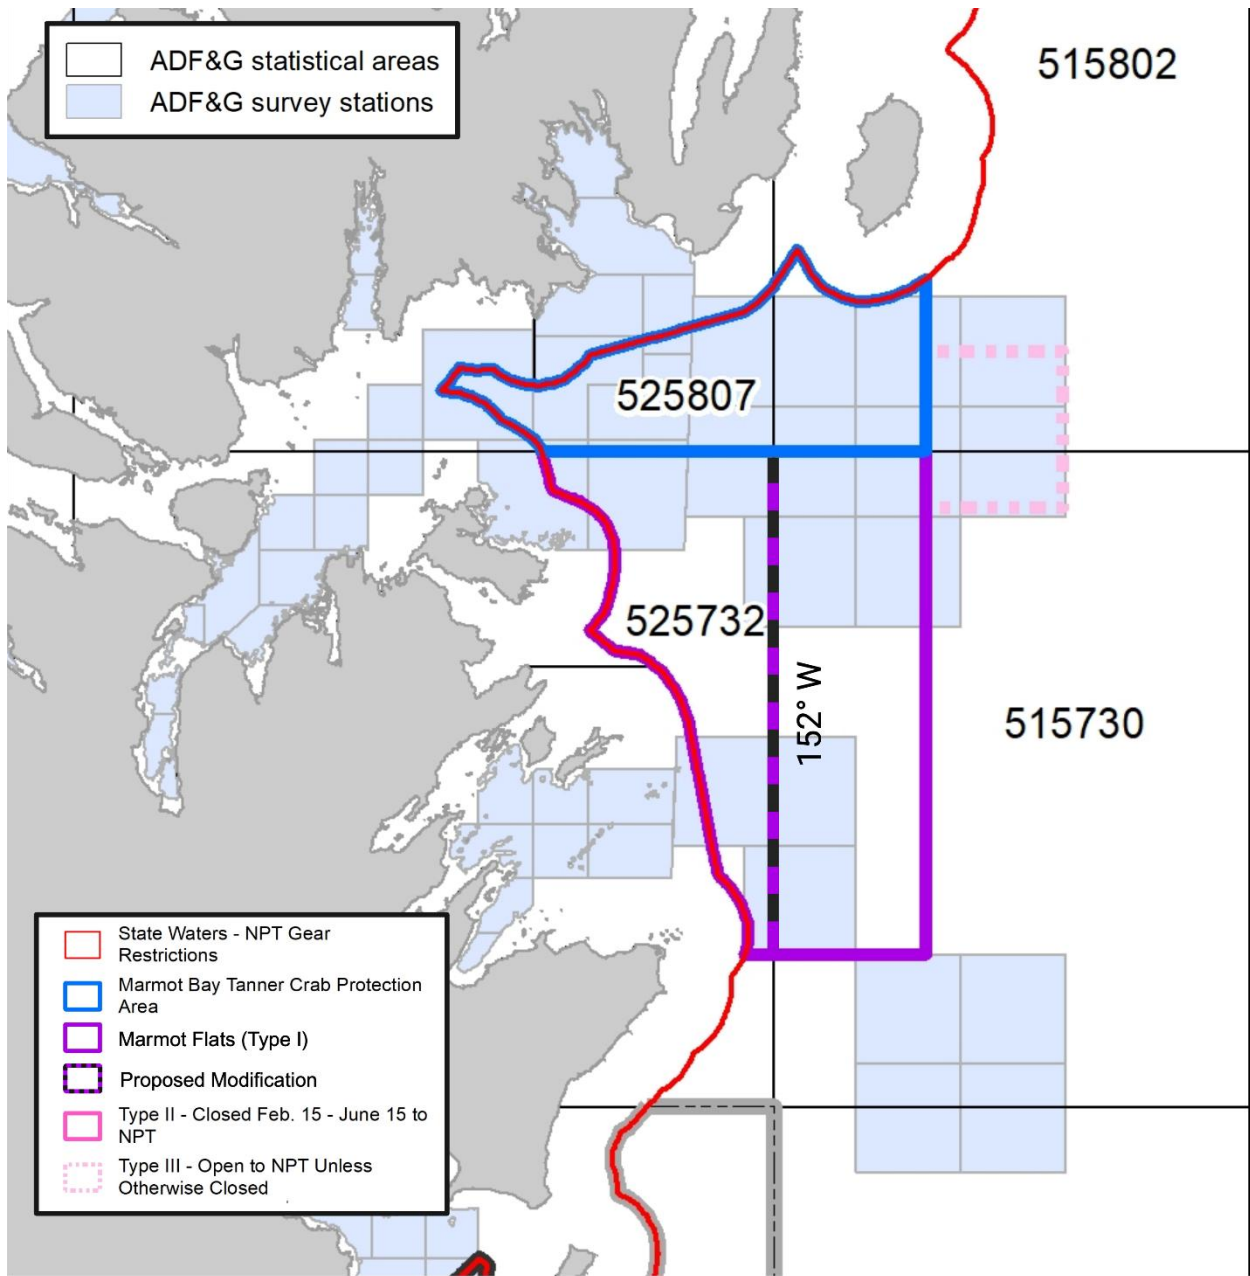 ADF&G statistical areas
ADF&G survey stations
515802
525807
525732
152° W
515730
State Waters - NPT Gear
Restrictions
Marmot Bay Tanner Crab Protection
Area
Marmot Flats (Type I)
Proposed Modification
Type II - Closed Feb. 15 - June 15 to
NPT
Type III - Open to NPT Unless
Otherwise Closed